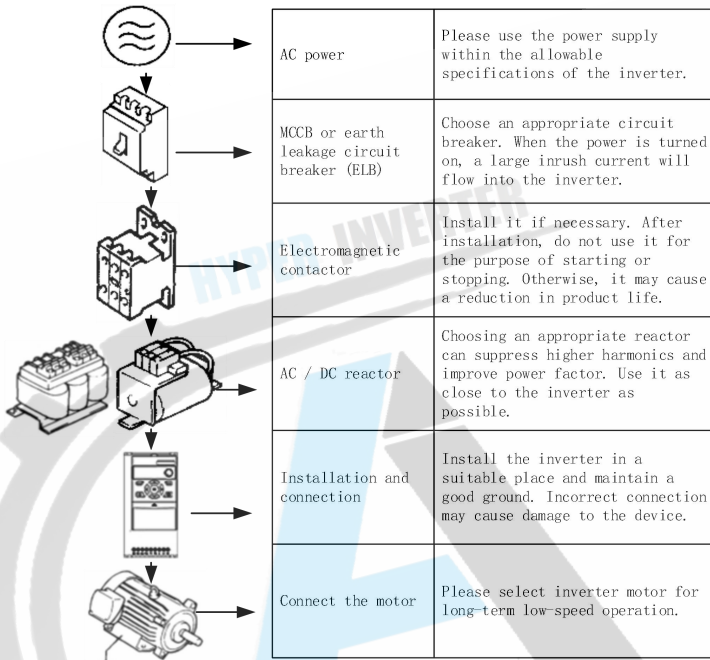 AC power
Please use the power supply
within the allowable
specifications of the inverter.
MCCB or earth
leakage circuit
breaker (ELB)
Choose an appropriate circuit
breaker. When the power is turned
on, a large inrush current will
flow into the inverter.
Electromagnetic
contactor
Install it if necessary. After
installation, do not use it for
the purpose of starting or
stopping. Otherwise, it may cause
a reduction in product life.
AC / DC reactor
Choosing an appropriate reactor
can suppress higher harmonics and
improve power factor. Use it as
close to the inverter as
possible.
Installation and
connection
Install the inverter in a
suitable place and maintain a
good ground. Incorrect connection
may cause damage to the device.
Connect the motor
Please select inverter motor for
long-term low-speed operation.
HYPER INVERTER